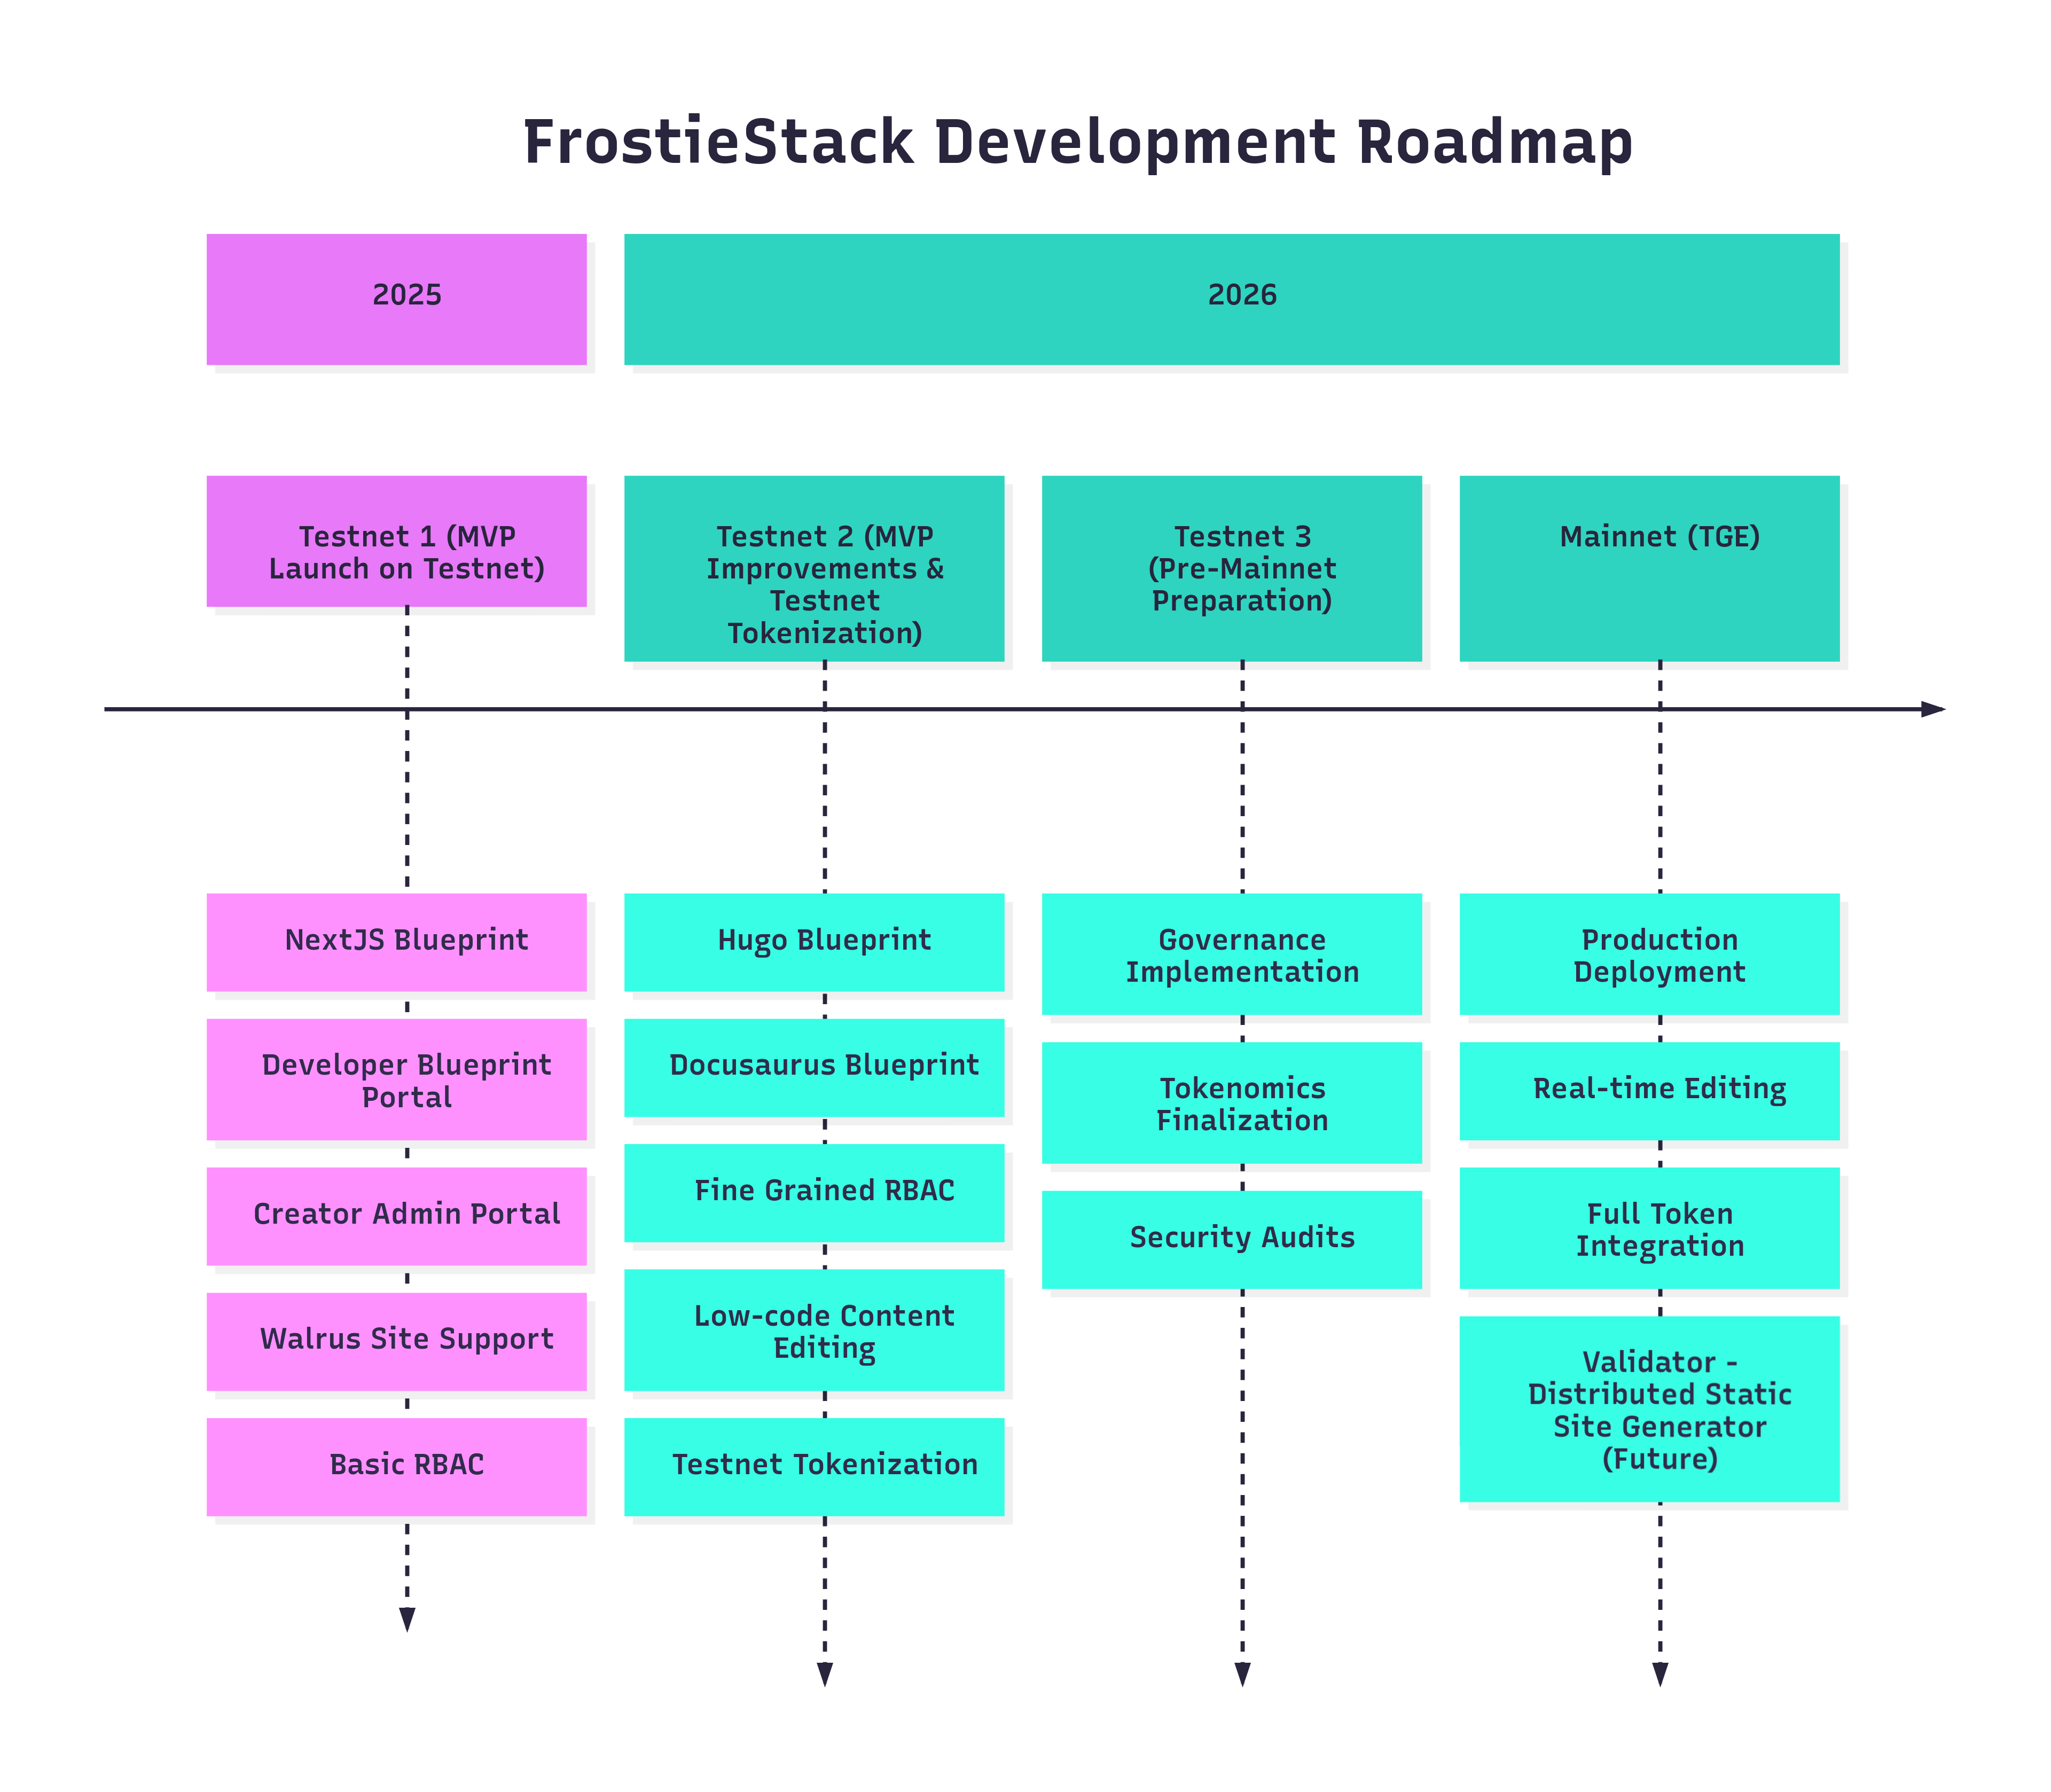 FrostieStack Development Roadmap
2025
2026
Testnet 1 (MVP
Launch on Testnet)
Testnet 2 (MVP
Improvements &
Testnet
Tokenization)
Testnet 3
(Pre-Mainnet
Preparation)
Mainnet (TGE)
NextJS Blueprint
Developer Blueprint
Portal
Creator Admin Portal
Walrus Site Support
Basic RBAC
Hugo Blueprint
Docusaurus Blueprint
Fine Grained RBAC
Low-code Content
Editing
Testnet Tokenization
Governance
Implementation
Tokenomics
Finalization
Security Audits
Production
Deployment
Real-time Editing
Full Token
Integration
Validator -
Distributed Static
Site Generator
(Future)